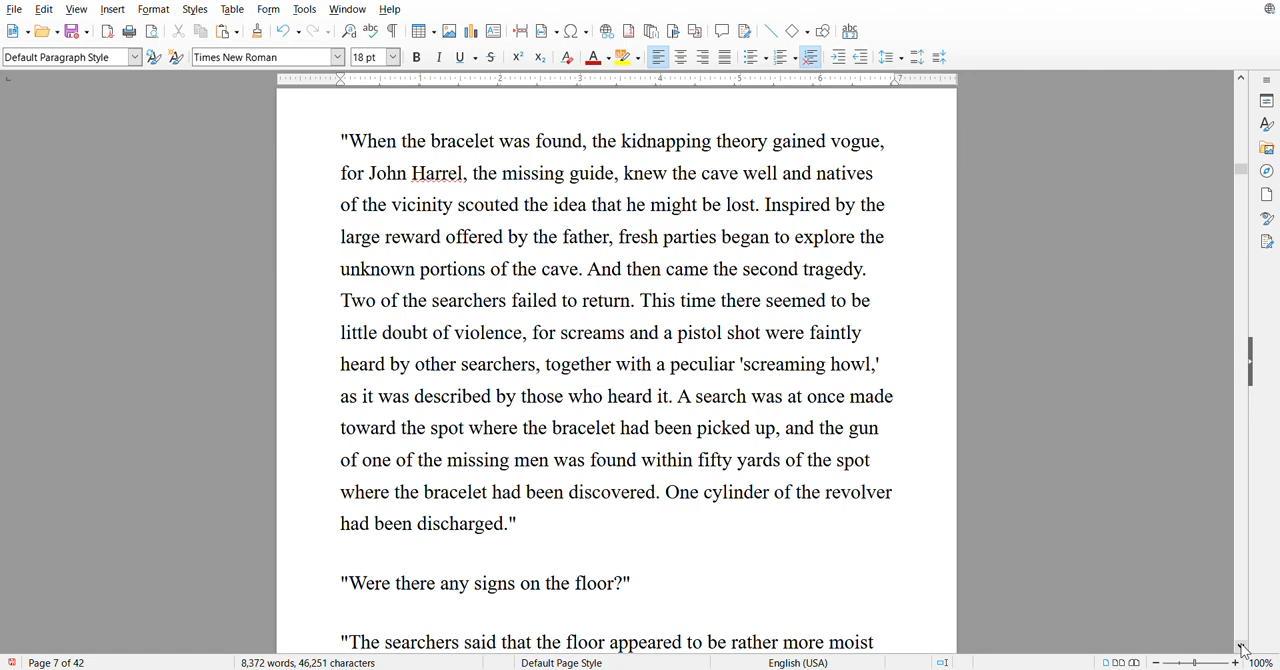 File Edit View Insert Format Styles Table Form Tools Window Help
Default Paragraph Style Times New Roman 18 pt
1 2 3 4 5 6 7
"When the bracelet was found, the kidnapping theory gained vogue,
for John Harrel, the missing guide, knew the cave well and natives
of the vicinity scouted the idea that he might be lost. Inspired by the
large reward offered by the father, fresh parties began to explore the
unknown portions of the cave. And then came the second tragedy.
Two of the searchers failed to return. This time there seemed to be
little doubt of violence, for screams and a pistol shot were faintly
heard by other searchers, together with a peculiar 'screaming howl,'
as it was described by those who heard it. A search was at once made
toward the spot where the bracelet had been picked up, and the gun
of one of the missing men was found within fifty yards of the spot
where the bracelet had been discovered. One cylinder of the revolver
had been discharged."
"Were there any signs on the floor?"
"The searchers said that the floor appeared to be rather more moist
Page 7 of 42 8,372 words, 46,251 characters Default Page Style English (USA) 100%